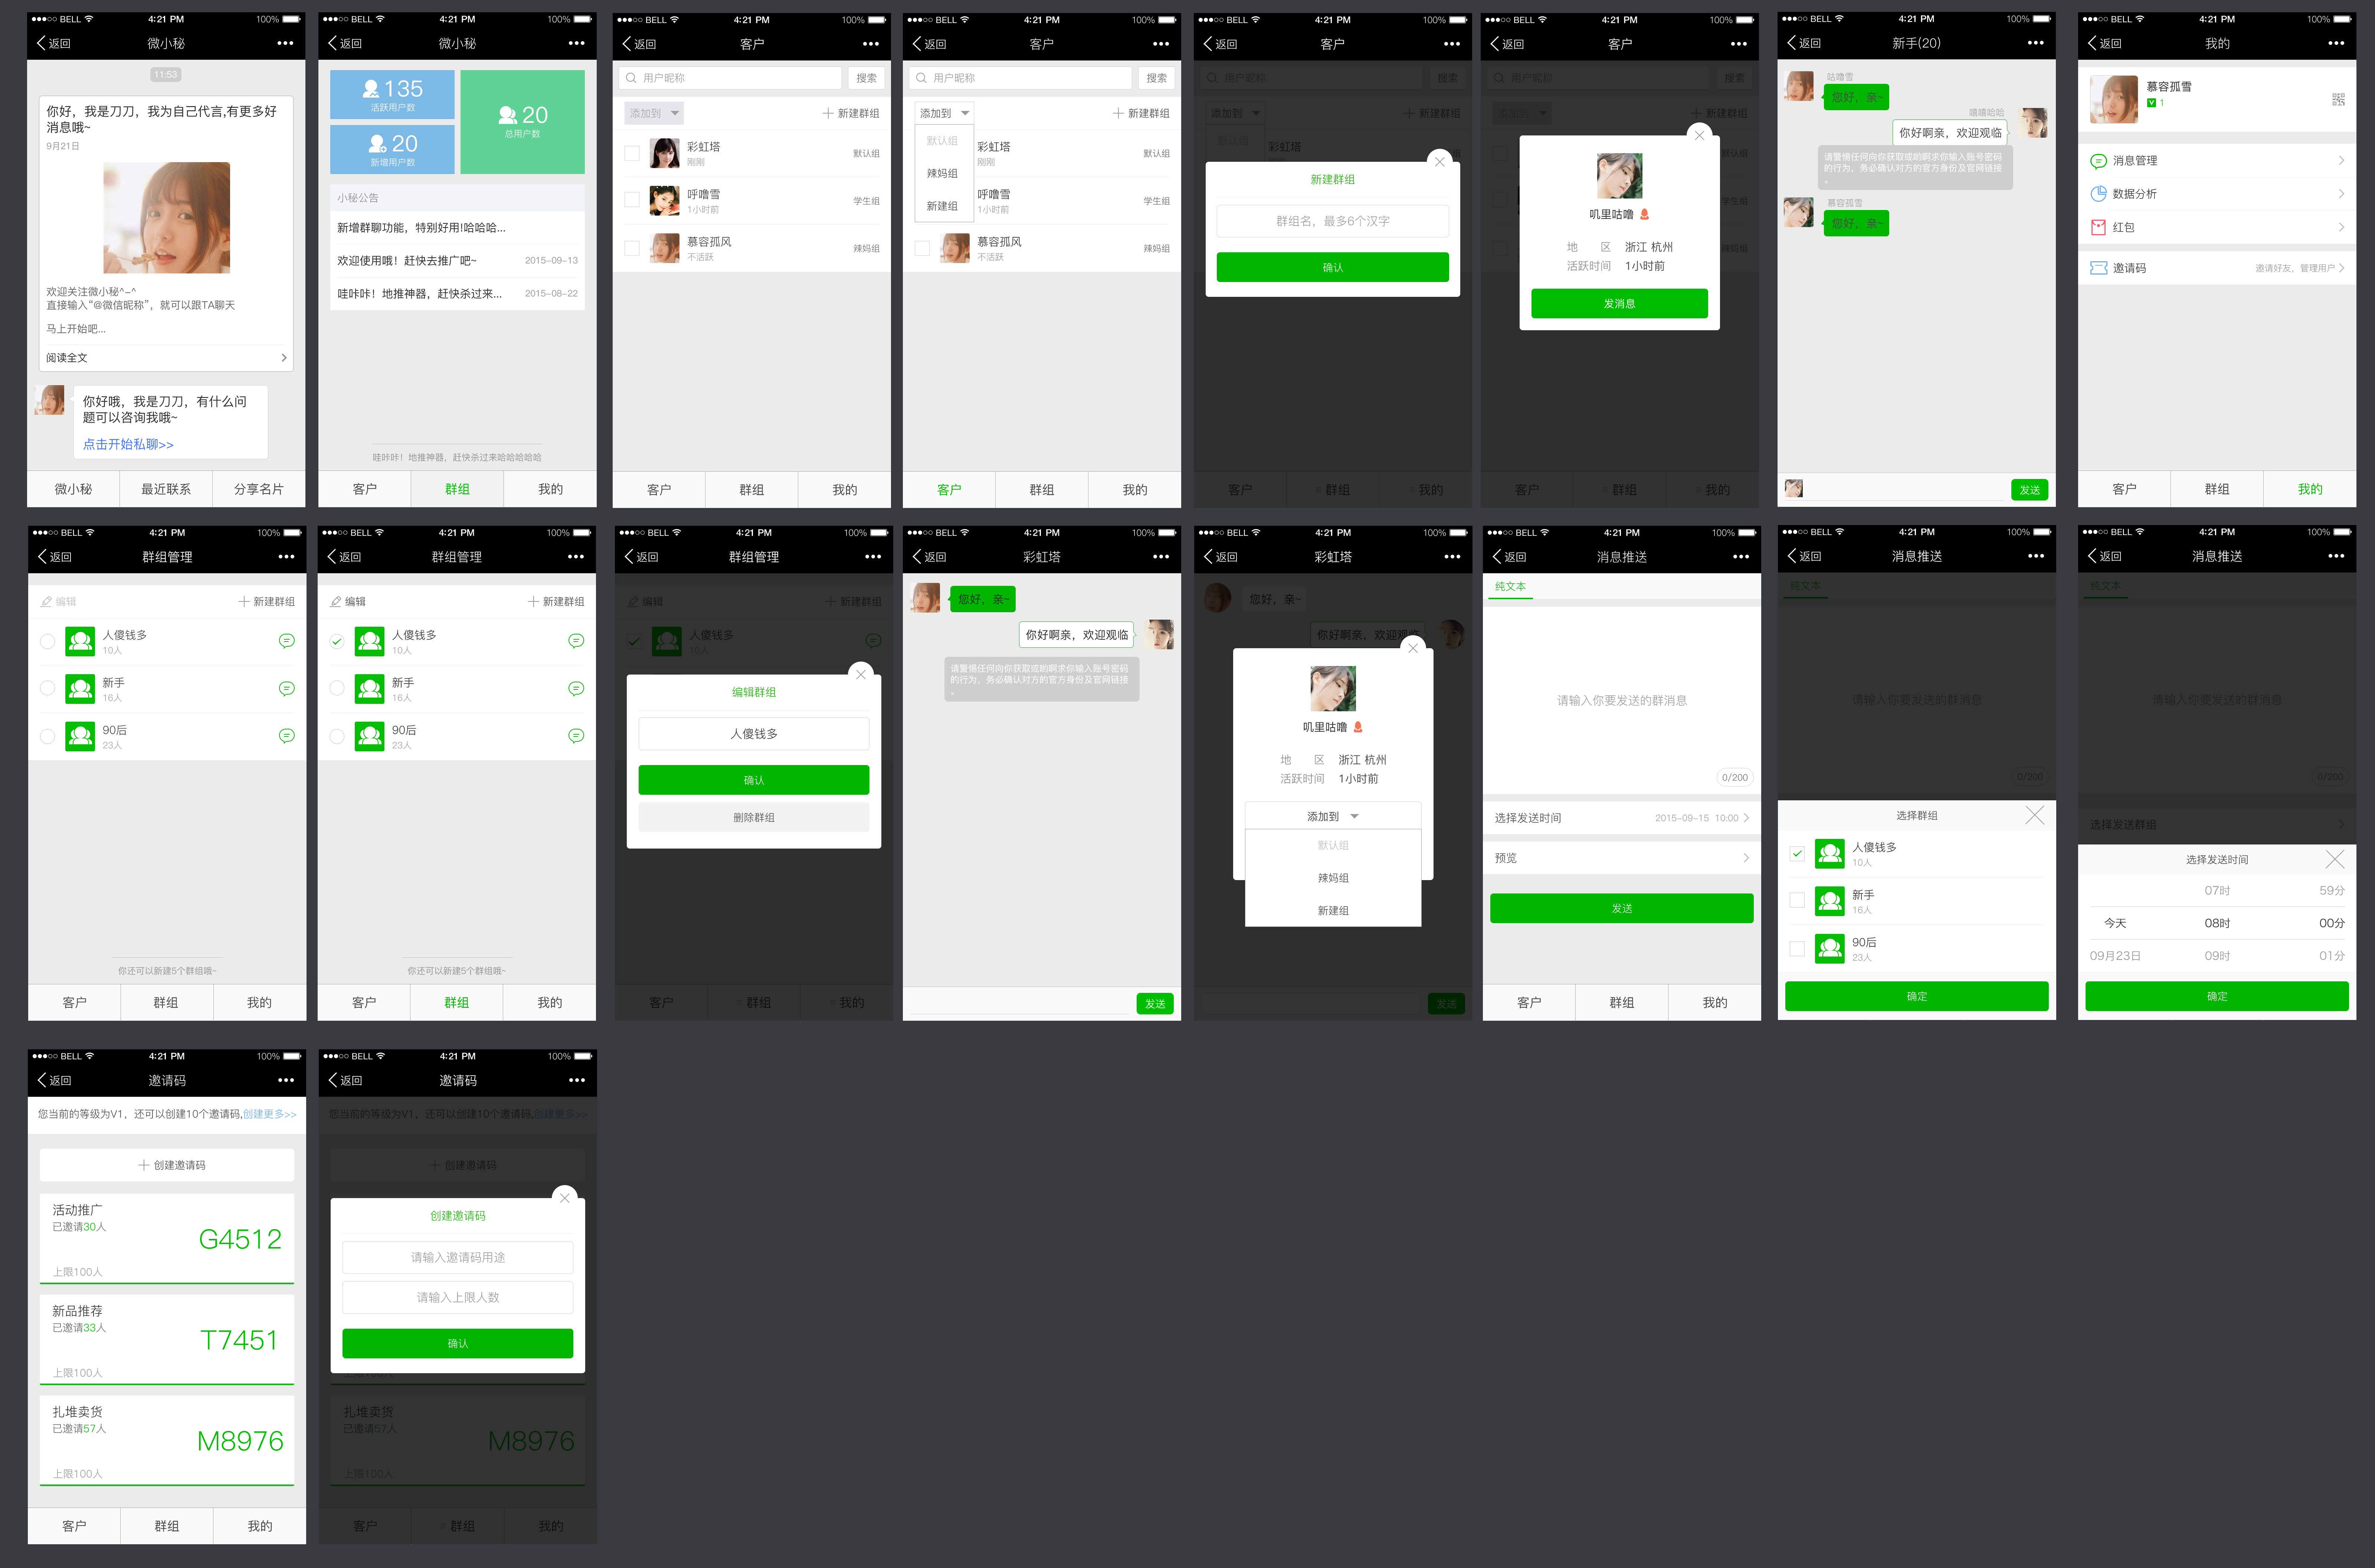 BELL 4:21 PM 100%
返回 微小秘
11:53
你好，我是刀刀，我为自己代言,有更多好
消息哦~
9月21日
欢迎关注微小秘^-^
直接输入“@微信昵称”，就可以跟TA聊天
马上开始吧...
阅读全文
你好哦，我是刀刀，有什么问
题可以咨询我哦~
点击开始私聊>>
微小秘 最近联系 分享名片
BELL 4:21 PM 100%
返回 微小秘
135
活跃用户数
20
新增用户数
20
总用户数
小秘公告
新增群聊功能，特别好用!哈哈哈...
欢迎使用哦！赶快去推广吧~ 2015-09-13
哇咔咔！地推神器，赶快杀过来... 2015-08-22
哇咔咔！地推神器，赶快杀过来哈哈哈哈哈
客户 群组 我的
BELL 4:21 PM 100%
返回 客户
用户昵称 搜索
添加到 新建群组
彩虹塔
刚刚
默认组
呼噜雪
1小时前
学生组
慕容孤风
不活跃
辣妈组
客户 群组 我的
BELL 4:21 PM 100%
返回 客户
用户昵称 搜索
添加到 新建群组
默认组
辣妈组
新建组
彩虹塔
刚刚
默认组
呼噜雪
1小时前
学生组
慕容孤风
不活跃
辣妈组
客户 群组 我的
BELL 4:21 PM 100%
返回 客户
用户昵称 搜索
添加到 新建群组
默认组 彩虹塔
新建群组
群组名，最多6个汉字
确认
客户 群组 我的
BELL 4:21 PM 100%
返回 客户
用户昵称 搜索
添加到 新建群组
默认组
学生组
辣妈组
叽里咕噜
地 区 浙江 杭州
活跃时间 1小时前
发消息
客户 群组 我的
BELL 4:21 PM 100%
返回 新手(20)
咕噜雪
您好，亲~
嘻嘻哈哈
你好啊亲，欢迎观临
请警惕任何向你获取或哟啊求你输入账号密码
的行为，务必确认对方的官方身份及官网链接
。
慕容孤雪
您好，亲~
发送
BELL 4:21 PM 100%
返回 我的
慕容孤雪
V 1
消息管理
数据分析
红包
邀请码 邀请好友，管理用户
客户 群组 我的
BELL 4:21 PM 100%
返回 群组管理
编辑 新建群组
人傻钱多
10人
新手
16人
90后
23人
你还可以新建5个群组哦~
客户 群组 我的
BELL 4:21 PM 100%
返回 群组管理
编辑 新建群组
人傻钱多
10人
新手
16人
90后
23人
你还可以新建5个群组哦~
客户 群组 我的
BELL 4:21 PM 100%
返回 群组管理
编辑 新建群组
人傻钱多
10人
编辑群组
人傻钱多
确认
删除群组
客户 群组 我的
BELL 4:21 PM 100%
返回 彩虹塔
您好，亲~
你好啊亲，欢迎观临
请警惕任何向你获取或哟啊求你输入账号密码
的行为，务必确认对方的官方身份及官网链接
。
发送
BELL 4:21 PM 100%
返回 彩虹塔
您好，亲~
你好啊亲，欢迎观临
叽里咕噜
地 区 浙江 杭州
活跃时间 1小时前
添加到
默认组
辣妈组
新建组
发送
BELL 4:21 PM 100%
返回 消息推送
纯文本
请输入你要发送的群消息
0/200
选择发送时间 2015-09-15 10:00
预览
发送
客户 群组 我的
BELL 4:21 PM 100%
返回 消息推送
纯文本
请输入你要发送的群消息
0/200
选择群组
人傻钱多
10人
新手
16人
90后
23人
确定
BELL 4:21 PM 100%
返回 消息推送
纯文本
请输入你要发送的群消息
0/200
选择发送群组
选择发送时间
07时 59分
今天 08时 00分
09月23日 09时 01分
确定
BELL 4:21 PM 100%
返回 邀请码
您当前的等级为V1，还可以创建10个邀请码,创建更多>>
创建邀请码
活动推广
已邀请30人
G4512
上限100人
新品推荐
已邀请33人
T7451
上限100人
扎堆卖货
已邀请57人
M8976
上限100人
客户 群组 我的
BELL 4:21 PM 100%
返回 邀请码
您当前的等级为V1，还可以创建10个邀请码,创建更多>>
创建邀请码
创建邀请码
请输入邀请码用途
请输入上限人数
确认
上限100人
扎堆卖货
已邀请57人
M8976
上限100人
客户 群组 我的